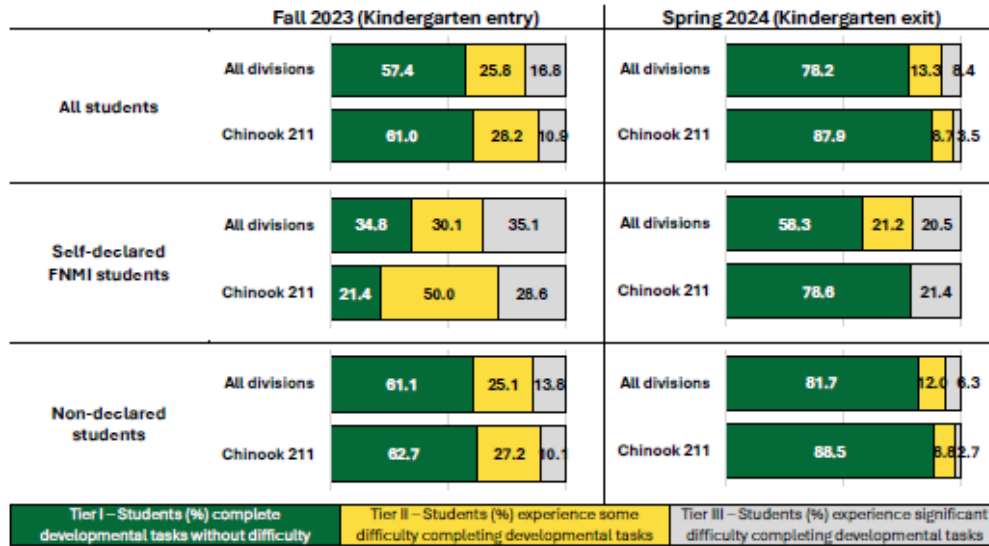 Fall 2023 (Kindergarten entry) Spring 2024 (Kindergarten exit)
All students
All divisions 57.4 25.8 16.8
All divisions 78.2 13.3 8.4
Chinook 211 61.0 28.2 10.9
Chinook 211 87.9 8.7 3.5
Self-declared
FNMI students
All divisions 34.8 30.1 35.1
All divisions 58.3 21.2 20.5
Chinook 211 21.4 50.0 28.6
Chinook 211 78.6 21.4
Non-declared
students
All divisions 61.1 25.1 13.8
All divisions 81.7 12.0 6.3
Chinook 211 62.7 27.2 10.1
Chinook 211 88.5 8.8 2.7
Tier I – Students (%) complete
developmental tasks without difficulty
Tier II – Students (%) experience some
difficulty completing developmental tasks
Tier III – Students (%) experience significant
difficulty completing developmental tasks